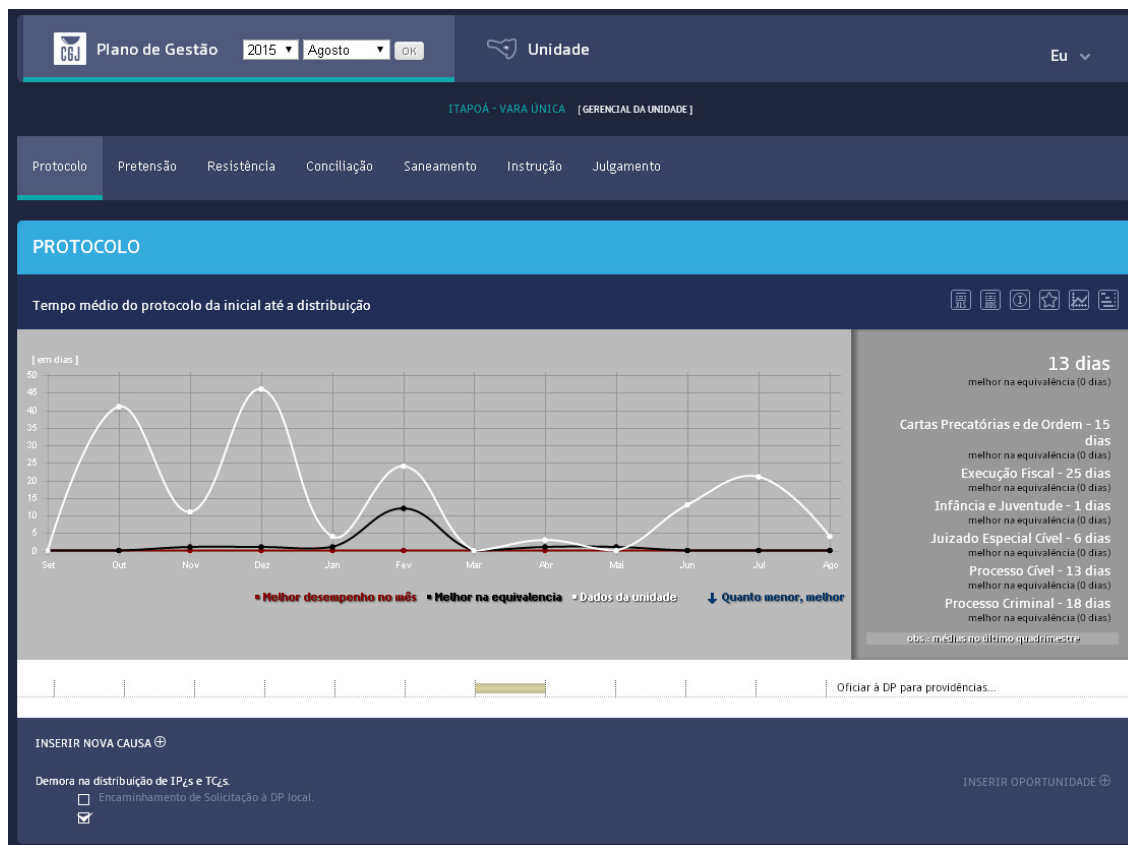 CGJ Plano de Gestão 2015 Agosto OK Unidade Eu
ITAPOÁ - VARA ÚNICA [ GERENCIAL DA UNIDADE ]
Protocolo Pretensão Resistência Conciliação Saneamento Instrução Julgamento
PROTOCOLO
Tempo médio do protocolo da inicial até a distribuição
XLS
[ em dias ]
50
45
40
35
30
25
20
15
10
5
0
Set Out Nov Dez Jan Fev Mar Abr Mai Jun Jul Ago
Melhor desempenho no mês Melhor na equivalencia Dados da unidade Quanto menor, melhor
13 dias
melhor na equivalência (0 dias)
Cartas Precatórias e de Ordem - 15
dias
melhor na equivalência (0 dias)
Execução Fiscal - 25 dias
melhor na equivalência (0 dias)
Infância e Juventude - 1 dias
melhor na equivalência (0 dias)
Juizado Especial Cível - 6 dias
melhor na equivalência (0 dias)
Processo Cível - 13 dias
melhor na equivalência (0 dias)
Processo Criminal - 18 dias
melhor na equivalência (0 dias)
obs.: médias no último quadrimestre
Oficiar à DP para providências...
INSERIR NOVA CAUSA
Demora na distribuição de IP¿s e TC¿s.
INSERIR OPORTUNIDADE
Encaminhamento de Solicitação à DP local.